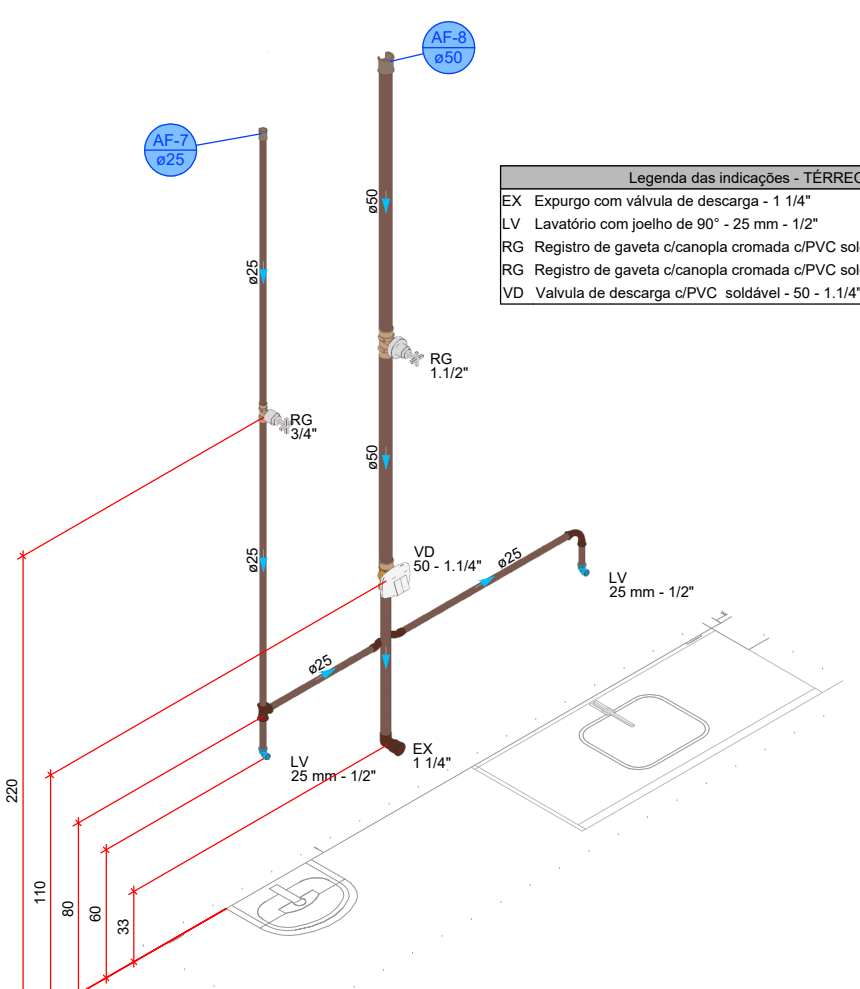 AF-8
ø50
AF-7
ø25
Legenda das indicações - TÉRREO
EX Expurgo com válvula de descarga - 1 1/4"
LV Lavatório com joelho de 90° - 25 mm - 1/2"
RG Registro de gaveta c/canopla cromada c/PVC sol
RG Registro de gaveta c/canopla cromada c/PVC sol
VD Valvula de descarga c/PVC soldável - 50 - 1.1/4"
ø50
ø25
RG
1.1/2"
RG
3/4"
ø50
VD
50 - 1.1/4"
ø25
ø25
LV
25 mm - 1/2"
ø25
EX
1 1/4"
LV
25 mm - 1/2"
220
110
80
60
33